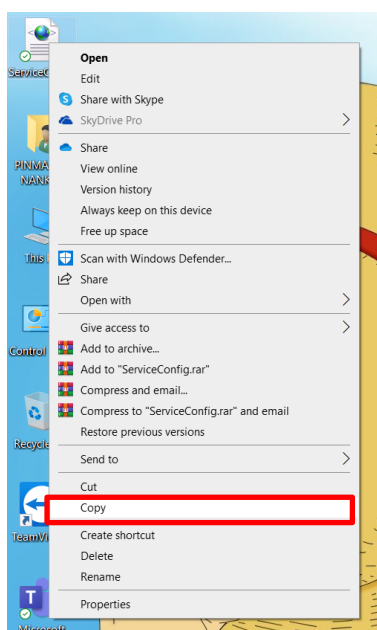 Open
Edit
Share with Skype
SkyDrive Pro
Share
View online
Version history
Always keep on this device
Free up space
Scan with Windows Defender...
Share
Open with
Give access to
Add to archive...
Add to "ServiceConfig.rar"
Compress and email...
Compress to "ServiceConfig.rar" and email
Restore previous versions
Send to
Cut
Copy
Create shortcut
Delete
Rename
Properties
ServiceC
PINMA
NANK
This
Control
Recycle
TeamVi
Microsoft